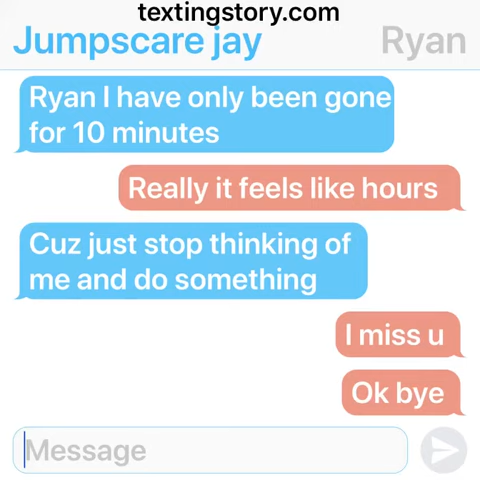 textingstory.com
Jumpscare jay Ryan
Ryan I have only been gone
for 10 minutes
Really it feels like hours
Cuz just stop thinking of
me and do something
I miss u
Ok bye
Message